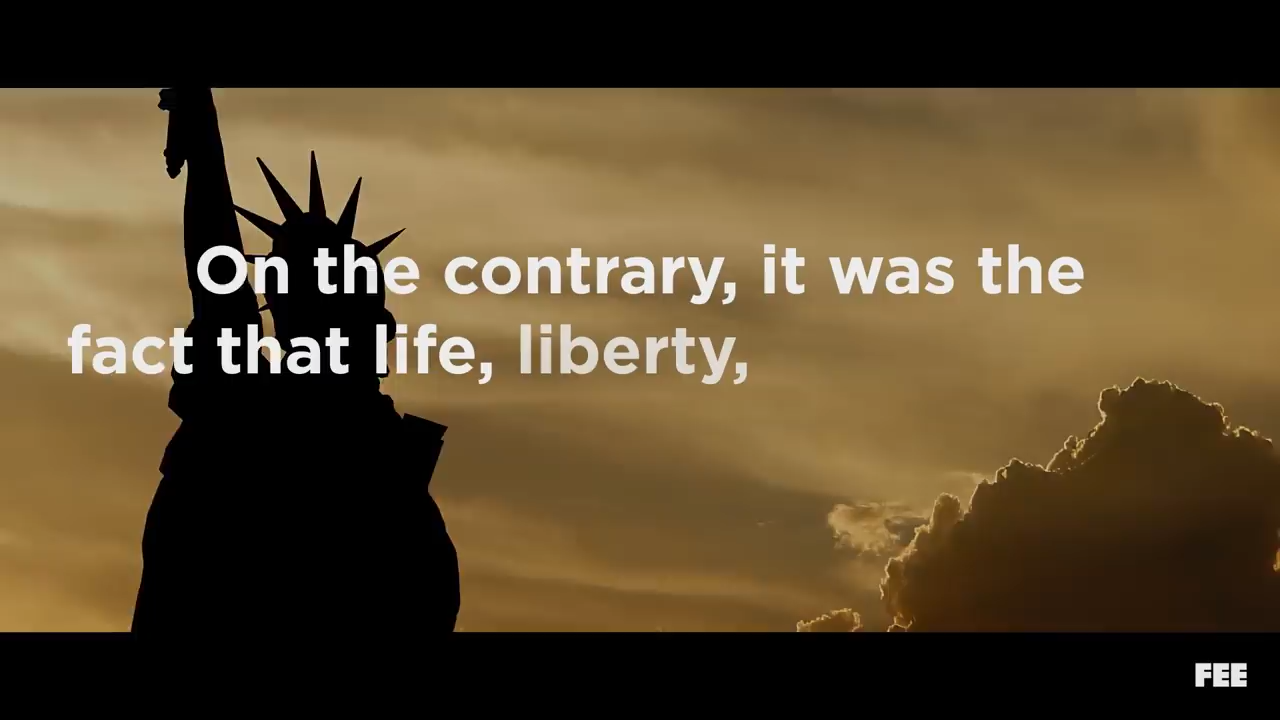 On the contrary, it was the
fact that life, liberty,
FEE